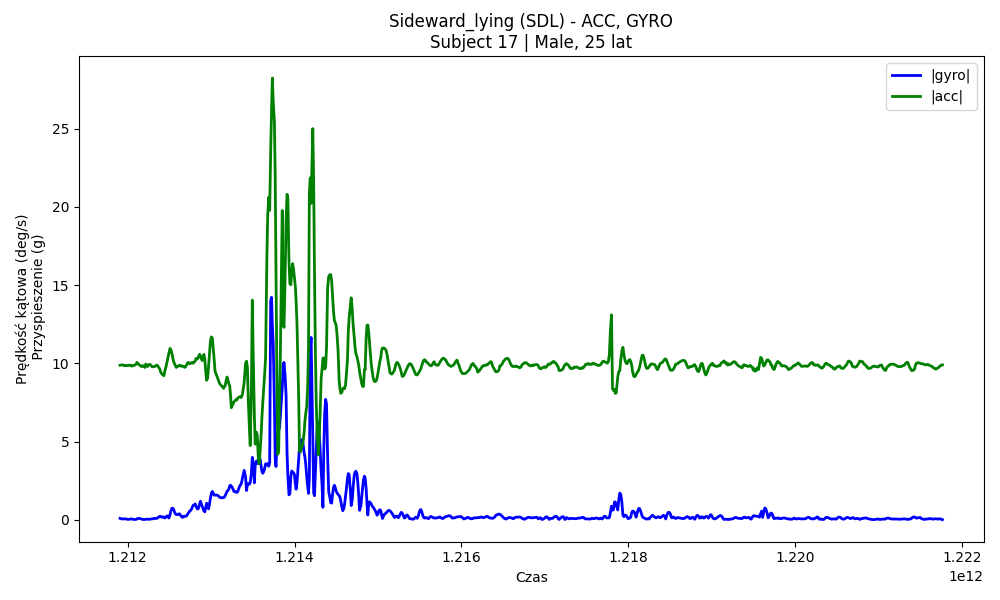 Sideward_lying (SDL) - ACC, GYRO
Subject 17 | Male, 25 lat
|gyro|
|acc|
Prędkość kątowa (deg/s)
Przyspieszenie (g)
25
20
15
10
5
0
1.212
1.214
1.216
1.218
1.220
1.222
1e12
Czas